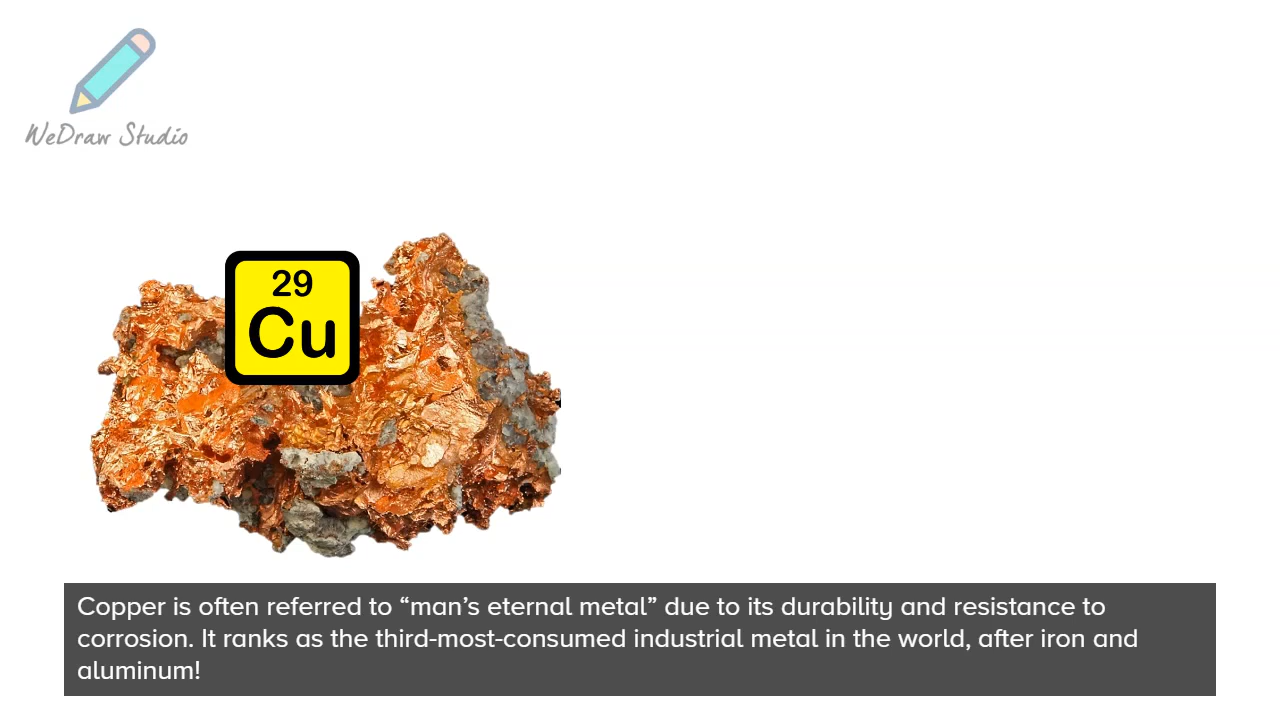 WeDraw Studio
29
Cu
Copper is often referred to “man’s eternal metal” due to its durability and resistance to
corrosion. It ranks as the third-most-consumed industrial metal in the world, after iron and
aluminum!